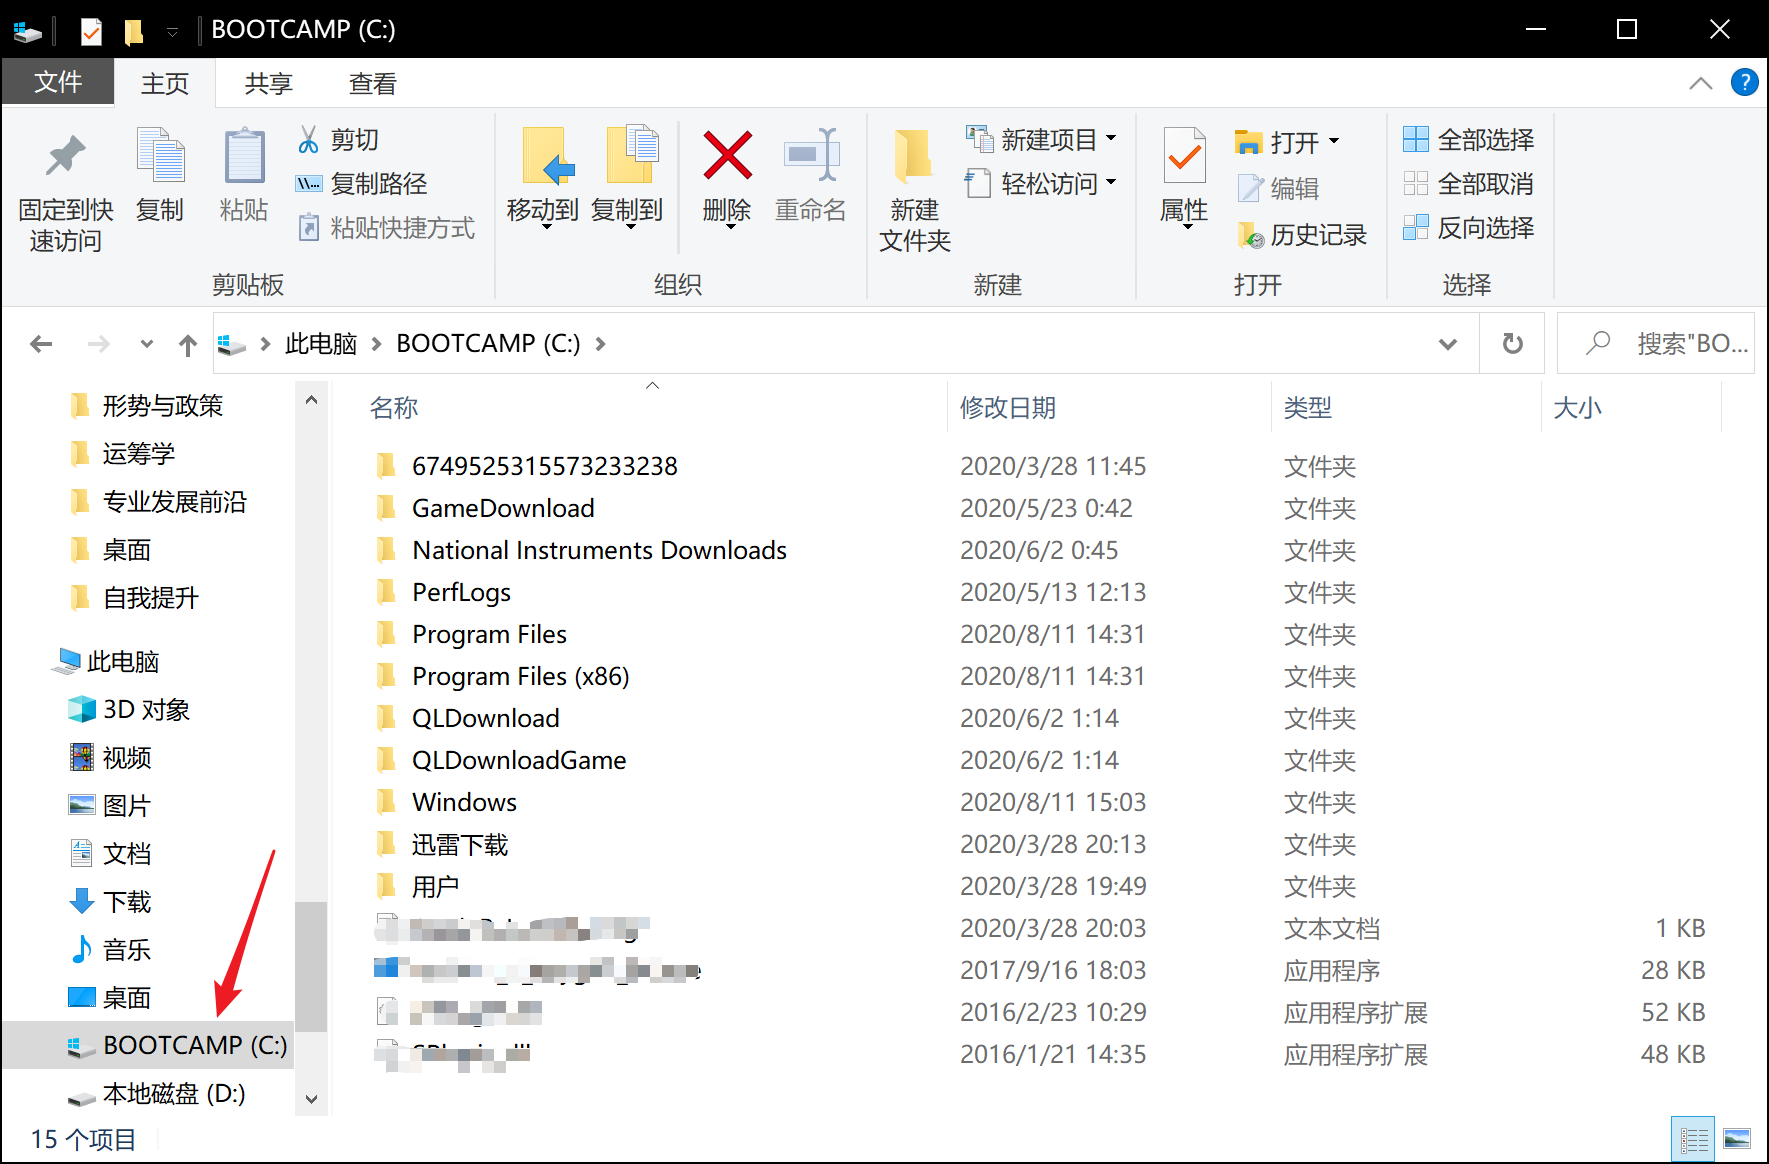 BOOTCAMP (C:)
文件 主页 共享 查看
固定到快速访问
复制
粘贴
剪切
复制路径
粘贴快捷方式
剪贴板
移动到
复制到
删除
重命名
组织
新建
文件夹
新建项目
轻松访问
新建
属性
打开
编辑
历史记录
打开
全部选择
全部取消
反向选择
选择
此电脑 BOOTCAMP (C:)
搜索"BO...
形势与政策
运筹学
专业发展前沿
桌面
自我提升
此电脑
3D 对象
视频
图片
文档
下载
音乐
桌面
BOOTCAMP (C:)
本地磁盘 (D:)
名称 修改日期 类型 大小
6749525315573233238 2020/3/28 11:45 文件夹
GameDownload 2020/5/23 0:42 文件夹
National Instruments Downloads 2020/6/2 0:45 文件夹
PerfLogs 2020/5/13 12:13 文件夹
Program Files 2020/8/11 14:31 文件夹
Program Files (x86) 2020/8/11 14:31 文件夹
QLDownload 2020/6/2 1:14 文件夹
QLDownloadGame 2020/6/2 1:14 文件夹
Windows 2020/8/11 15:03 文件夹
迅雷下载 2020/3/28 20:13 文件夹
用户 2020/3/28 19:49 文件夹
2020/3/28 20:03 文本文档 1 KB
2017/9/16 18:03 应用程序 28 KB
2016/2/23 10:29 应用程序扩展 52 KB
2016/1/21 14:35 应用程序扩展 48 KB
15 个项目